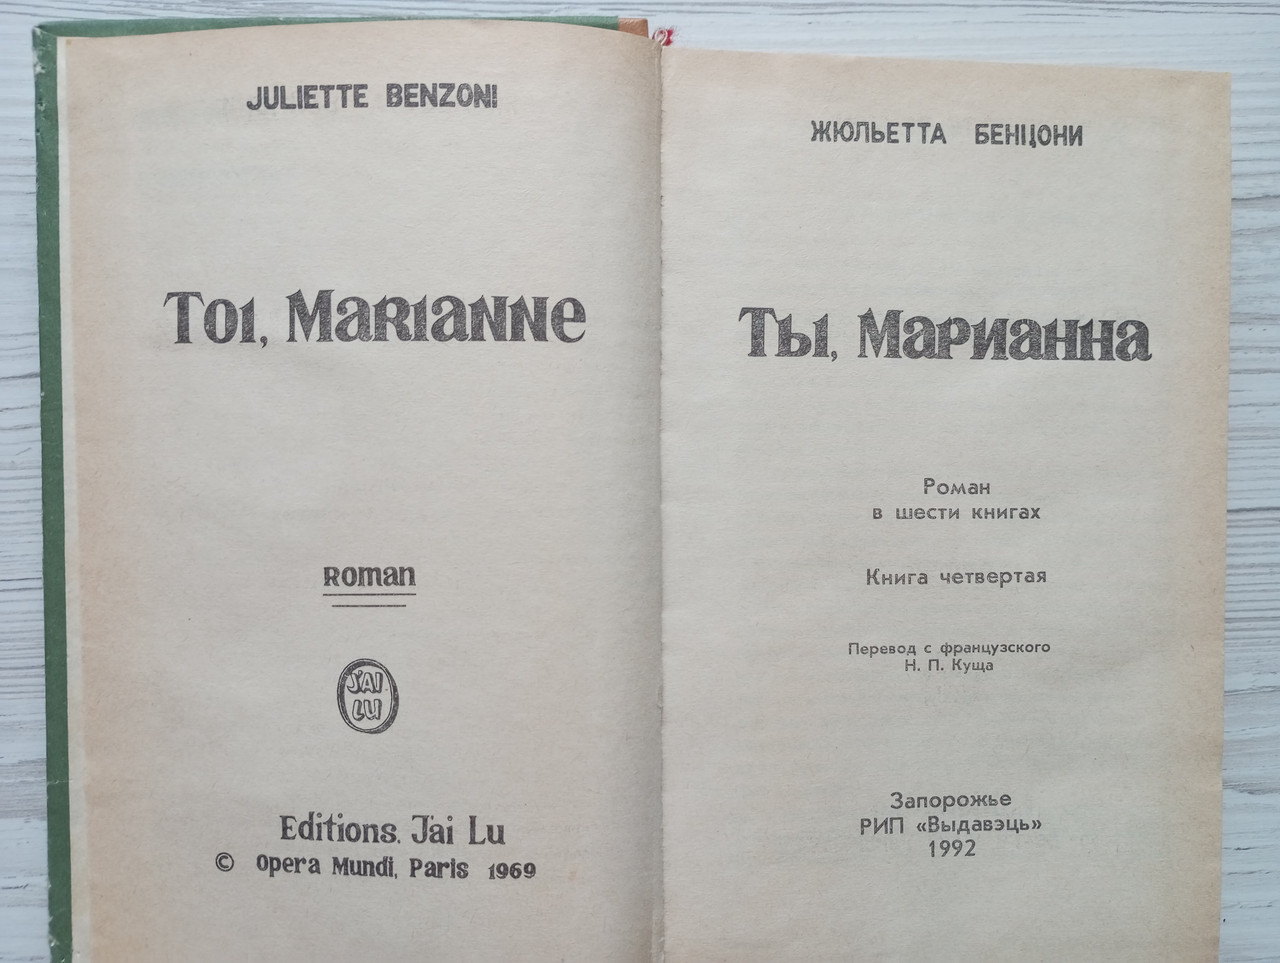 JULIETTE BENZONI
Toi, Marianne
Roman
J'AI
LU
Editions. J'ai Lu
© Opera Mundi, Paris 1969
ЖЮЛЬЕТТА БЕНЦОНИ
Ты, Марианна
Роман
в шести книгах
Книга четвертая
Перевод с французского
Н. П. Куща
Запорожье
РИП «Выдавэць»
1992